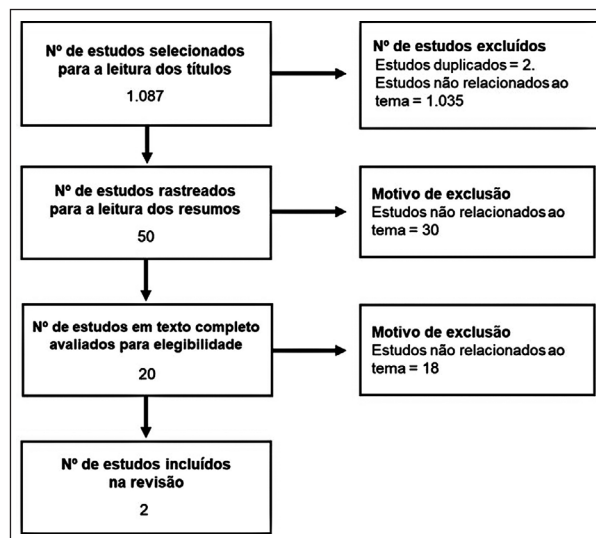 Nº de estudos selecionados
para a leitura dos títulos
1.087
Nº de estudos excluídos
Estudos duplicados = 2.
Estudos não relacionados ao
tema = 1.035
Nº de estudos rastreados
para a leitura dos resumos
50
Motivo de exclusão
Estudos não relacionados ao
tema = 30
Nº de estudos em texto completo
avaliados para elegibilidade
20
Motivo de exclusão
Estudos não relacionados ao
tema = 18
Nº de estudos incluídos
na revisão
2